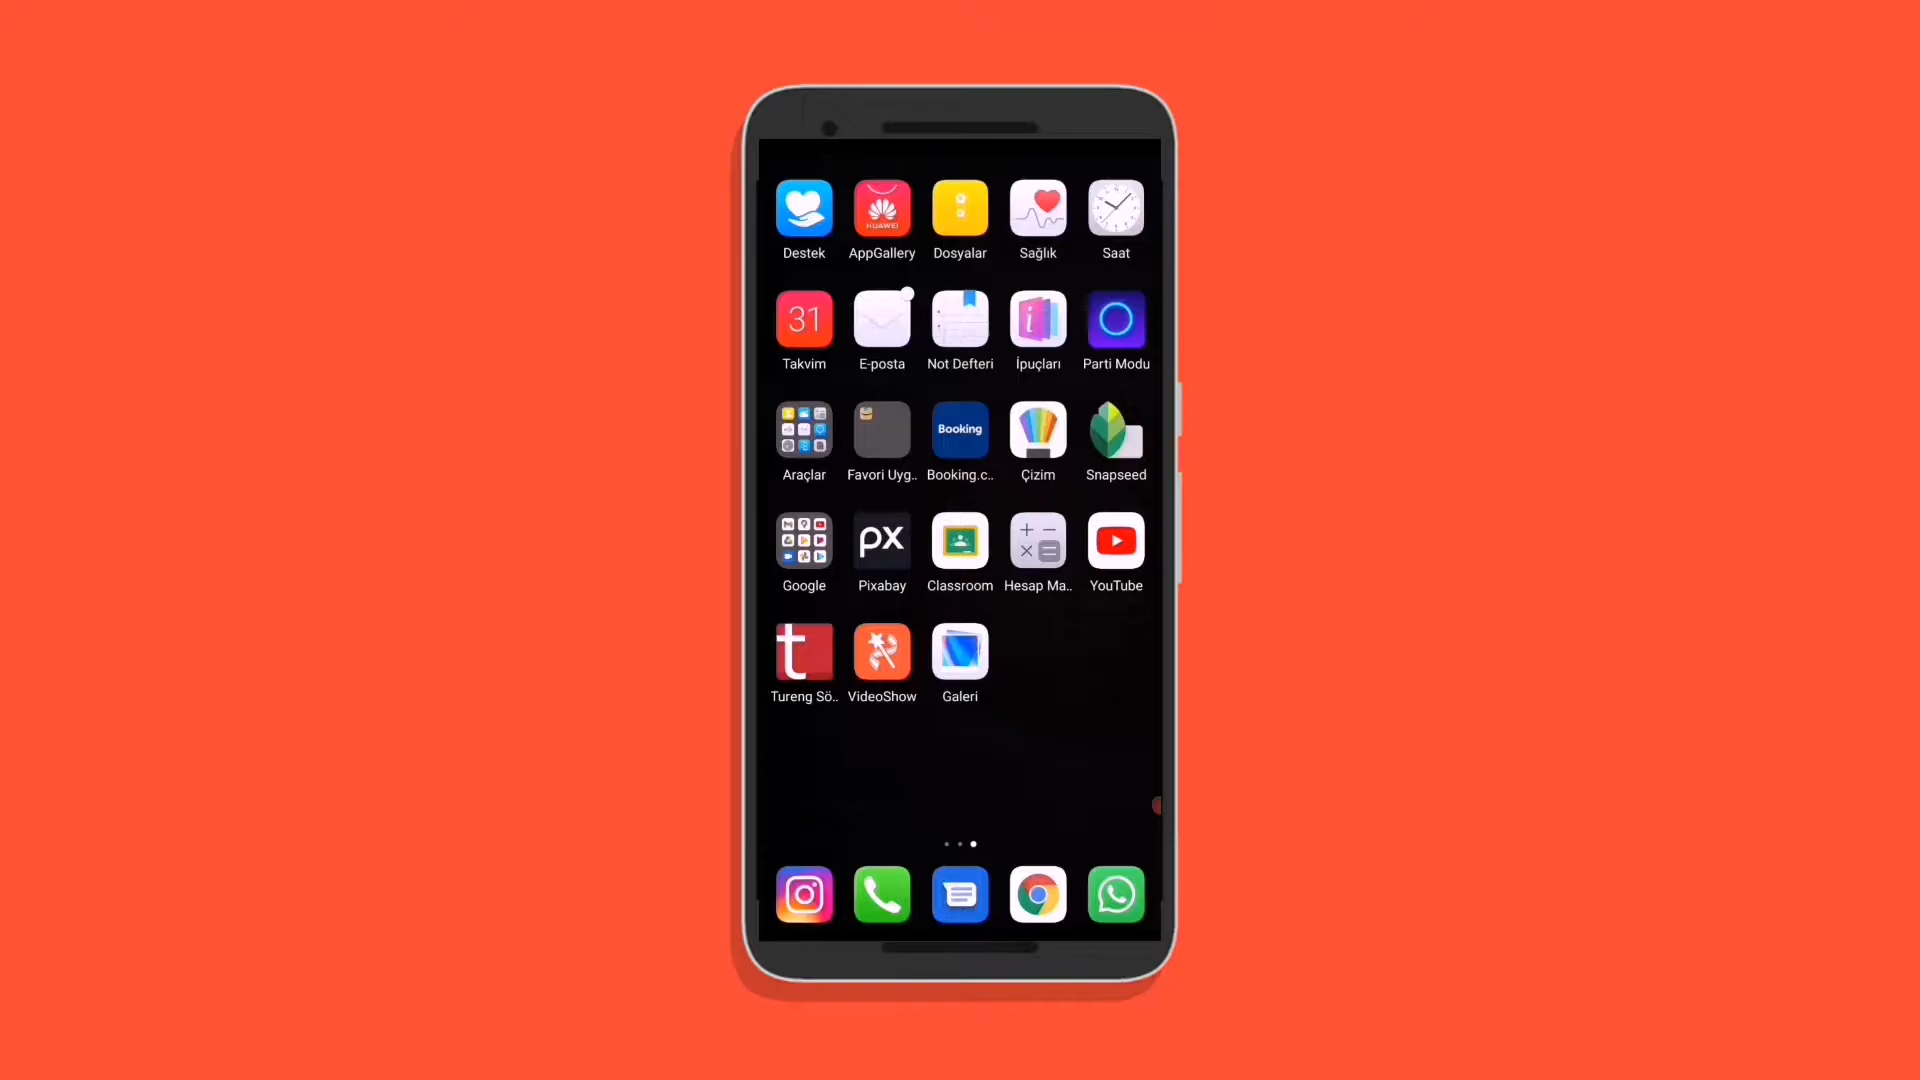 HUAWEI
Destek AppGallery Dosyalar Sağlık Saat
31
Takvim E-posta Not Defteri İpuçları Parti Modu
Booking
Araçlar Favori Uyg.. Booking.c.. Çizim Snapseed
px
Google Pixabay Classroom Hesap Ma.. YouTube
t
Tureng Sö.. VideoShow Galeri